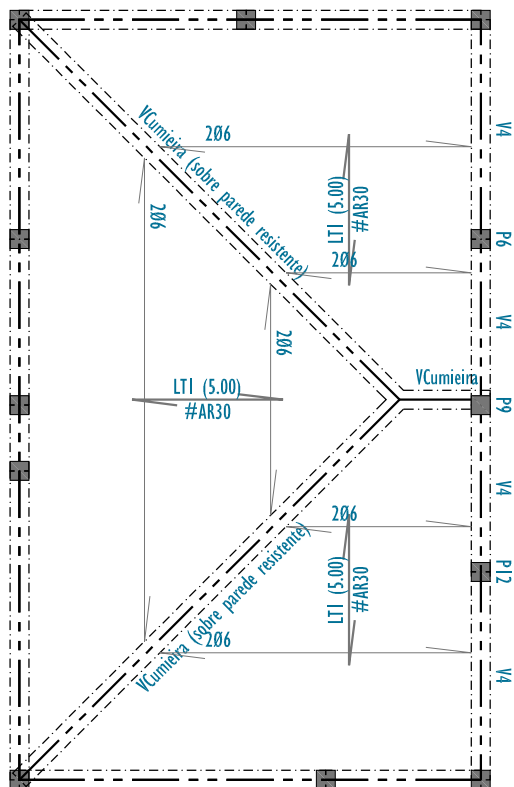 V4
2Ø6
VCumieira (sobre parede resistente)
2Ø6
LT1 (5.00)
#AR30
P6
2Ø6
V4
2Ø6
VCumieira
LT1 (5.00)
#AR30
P9
V4
2Ø6
VCumieira (sobre parede resistente)
LT1 (5.00)
#AR30
P12
2Ø6
V4